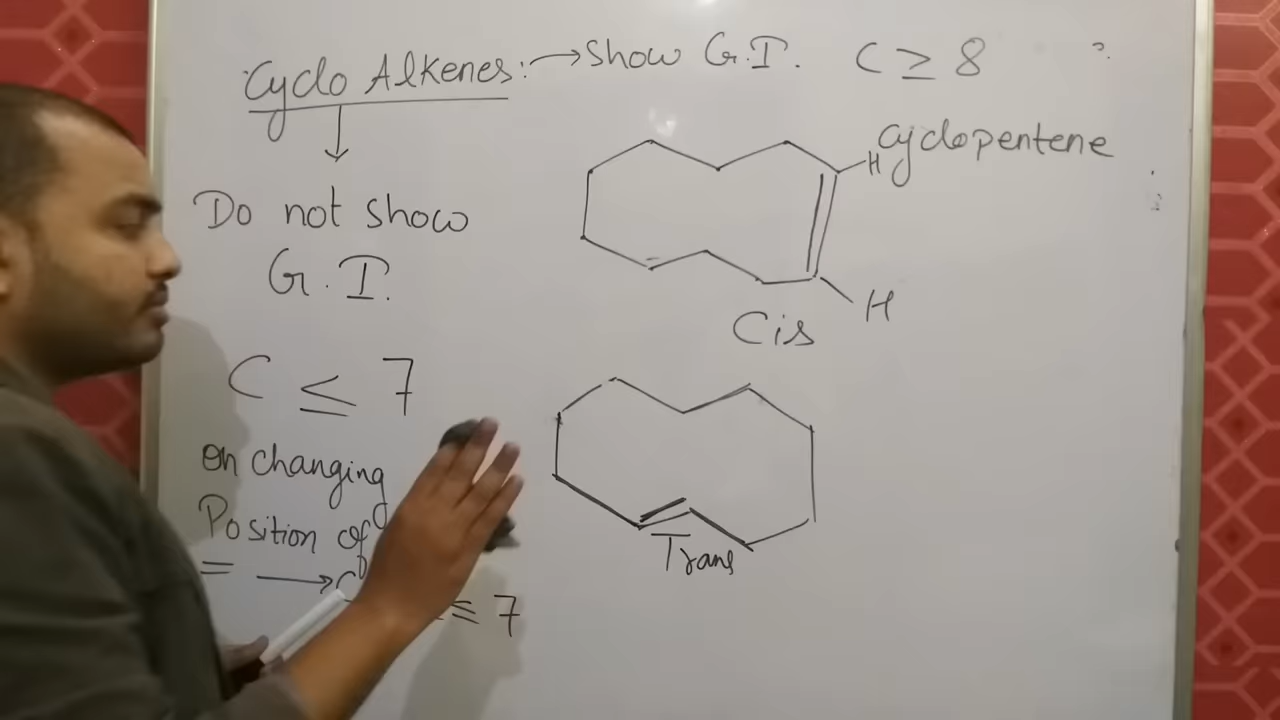 Cyclo Alkenes: → Show G.I. C ≥ 8
Cyclopentene
H
H
Cis
Do not show
G.I.
C ≤ 7
on changing
Position of
= →
≤ 7
Trans